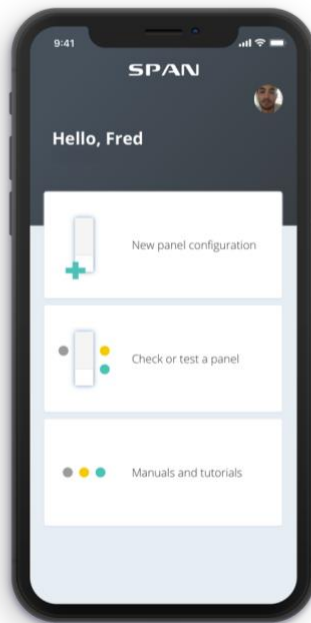 9:41
SPAN
Hello, Fred
New panel configuration
Check or test a panel
Manuals and tutorials